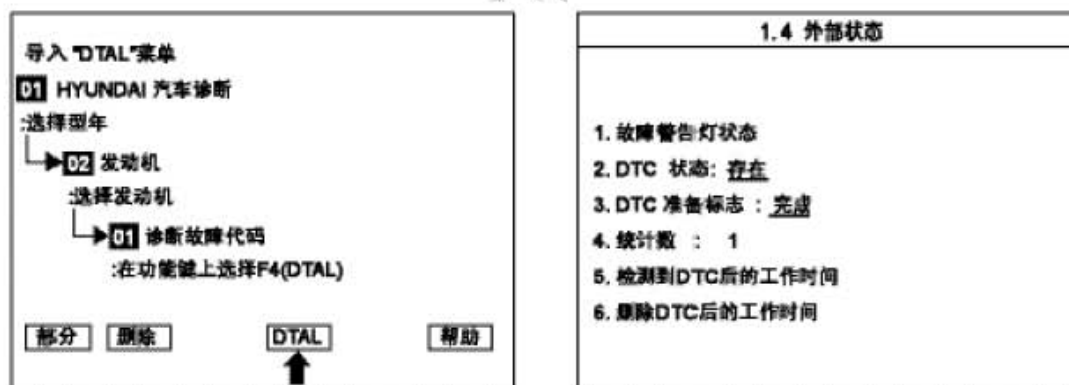 导入"DTAL"菜单
01 HYUNDAI 汽车诊断
:选择型年
02 发动机
:选择发动机
01 诊断故障代码
:在功能键上选择F4(DTAL)
部分 删除 DTAL 帮助
1.4 外部状态
1. 故障警告灯状态
2. DTC 状态: 存在
3. DTC 准备标志 : 完成
4. 统计数 : 1
5. 检测到DTC后的工作时间
6. 删除DTC后的工作时间